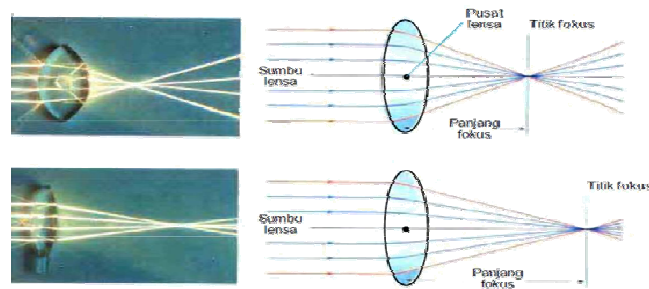 Pusat
lensa
Titik fokus
Sumbu
lensa
Panjang
fokus
Titik fokus
Sumbu
lensa
Panjang
fokus